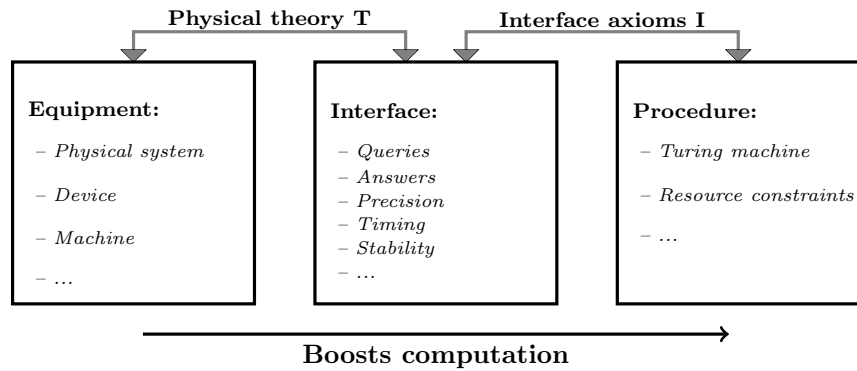 Physical theory T
Interface axioms I
Equipment:
– Physical system
– Device
– Machine
– ...
Interface:
– Queries
– Answers
– Precision
– Timing
– Stability
– ...
Procedure:
– Turing machine
– Resource constraints
– ...
Boosts computation